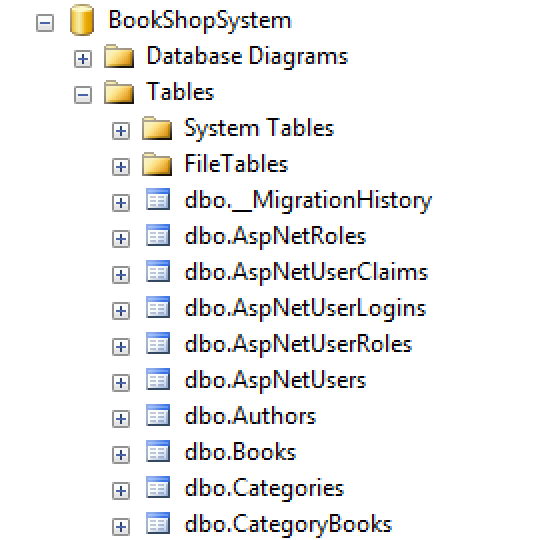 BookShopSystem
Database Diagrams
Tables
System Tables
FileTables
dbo.__MigrationHistory
dbo.AspNetRoles
dbo.AspNetUserClaims
dbo.AspNetUserLogins
dbo.AspNetUserRoles
dbo.AspNetUsers
dbo.Authors
dbo.Books
dbo.Categories
dbo.CategoryBooks